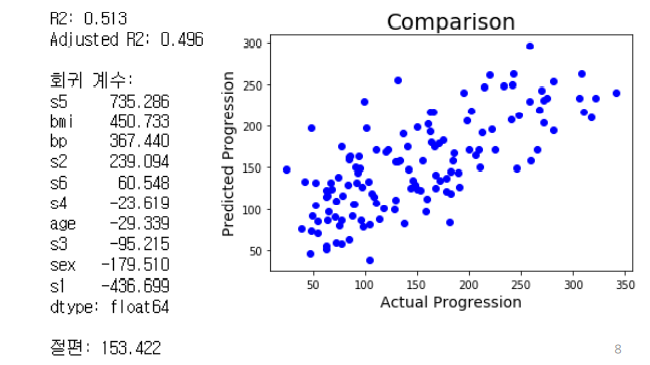 R2: 0.513
Adjusted R2: 0.496
회귀 계수:
s5 735.286
bmi 450.733
bp 367.440
s2 239.094
s6 60.548
s4 -23.619
age -29.339
s3 -95.215
sex -179.510
s1 -436.699
dtype: float64
절편: 153.422
Comparison
Predicted Progression
300
250
200
150
100
50
50 100 150 200 250 300 350
Actual Progression
8